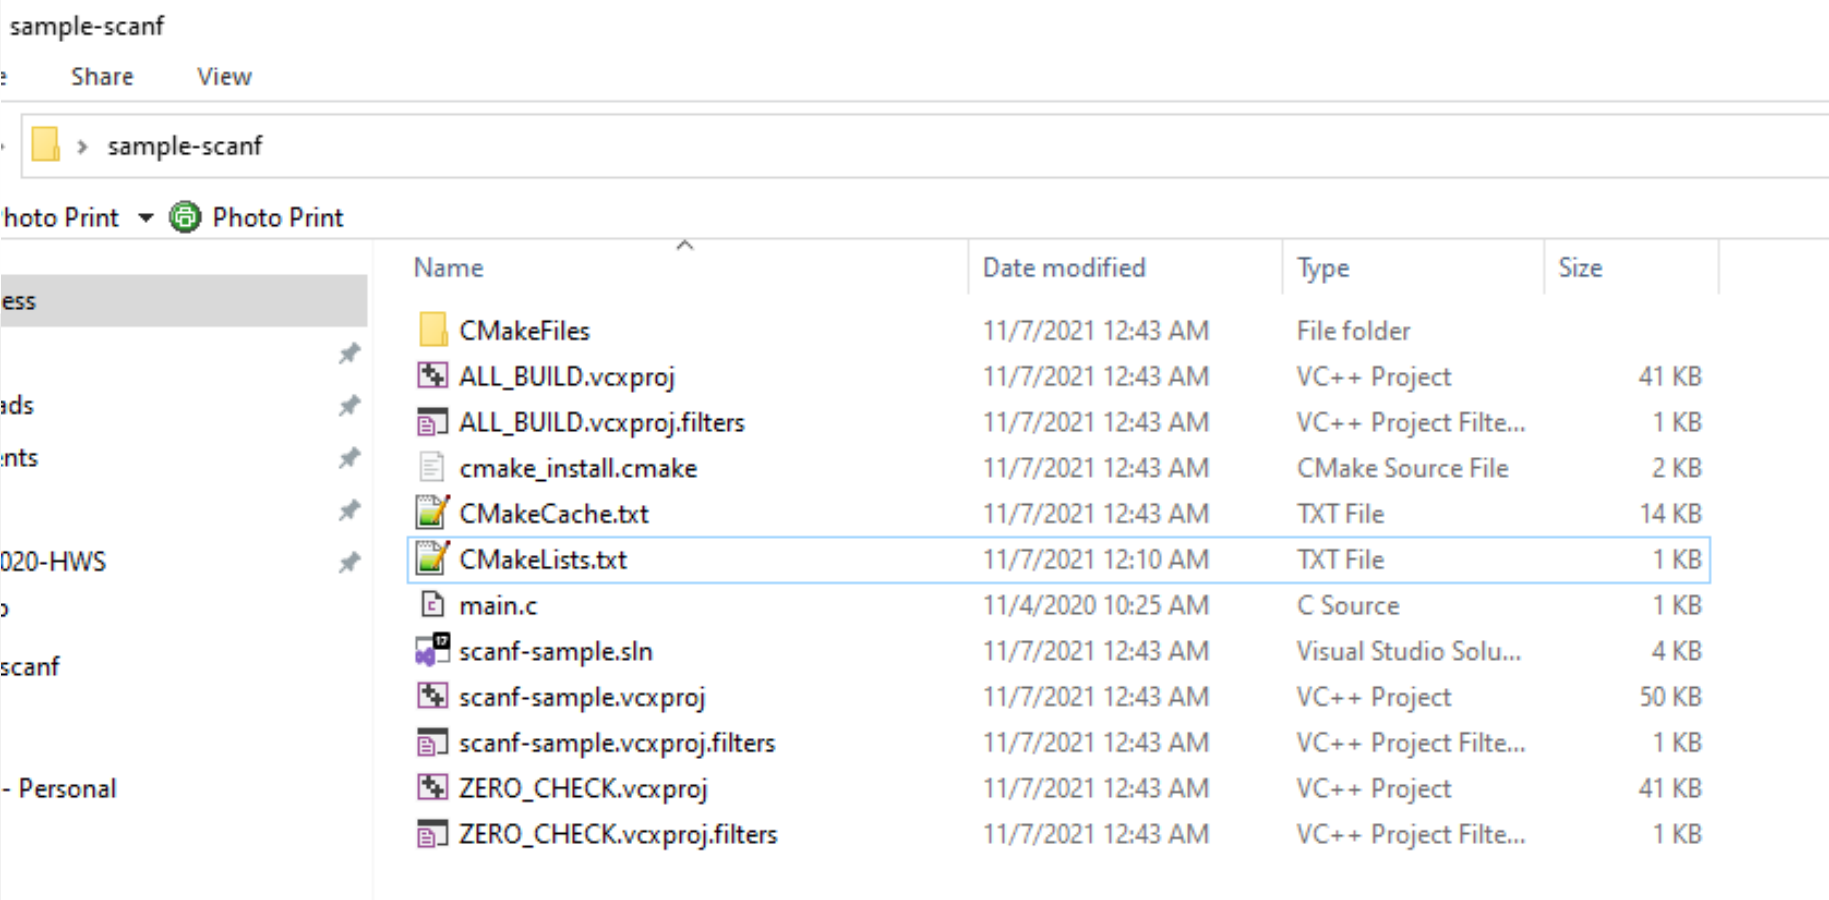 sample-scanf
e Share View
sample-scanf
hoto Print Photo Print
Name Date modified Type Size
ess
ads
nts
020-HWS
scanf
- Personal
CMakeFiles 11/7/2021 12:43 AM File folder
ALL_BUILD.vcxproj 11/7/2021 12:43 AM VC++ Project 41 KB
ALL_BUILD.vcxproj.filters 11/7/2021 12:43 AM VC++ Project Filte... 1 KB
cmake_install.cmake 11/7/2021 12:43 AM CMake Source File 2 KB
CMakeCache.txt 11/7/2021 12:43 AM TXT File 14 KB
CMakeLists.txt 11/7/2021 12:10 AM TXT File 1 KB
main.c 11/4/2020 10:25 AM C Source 1 KB
scanf-sample.sln 11/7/2021 12:43 AM Visual Studio Solu... 4 KB
scanf-sample.vcxproj 11/7/2021 12:43 AM VC++ Project 50 KB
scanf-sample.vcxproj.filters 11/7/2021 12:43 AM VC++ Project Filte... 1 KB
ZERO_CHECK.vcxproj 11/7/2021 12:43 AM VC++ Project 41 KB
ZERO_CHECK.vcxproj.filters 11/7/2021 12:43 AM VC++ Project Filte... 1 KB